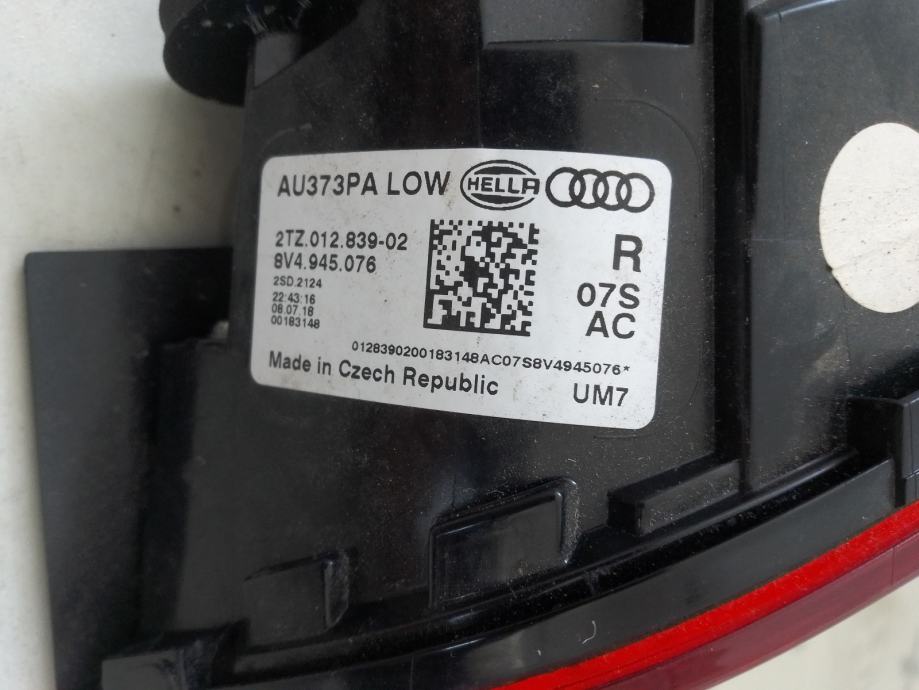 AU373PA LOW HELLA
2TZ.012.839-02
8V4.945.076
R
2SD.2124
22:43:16
08.07.18
00183148
07S
AC
0128390200183148AC07S8V4945076*
Made in Czech Republic
UM7